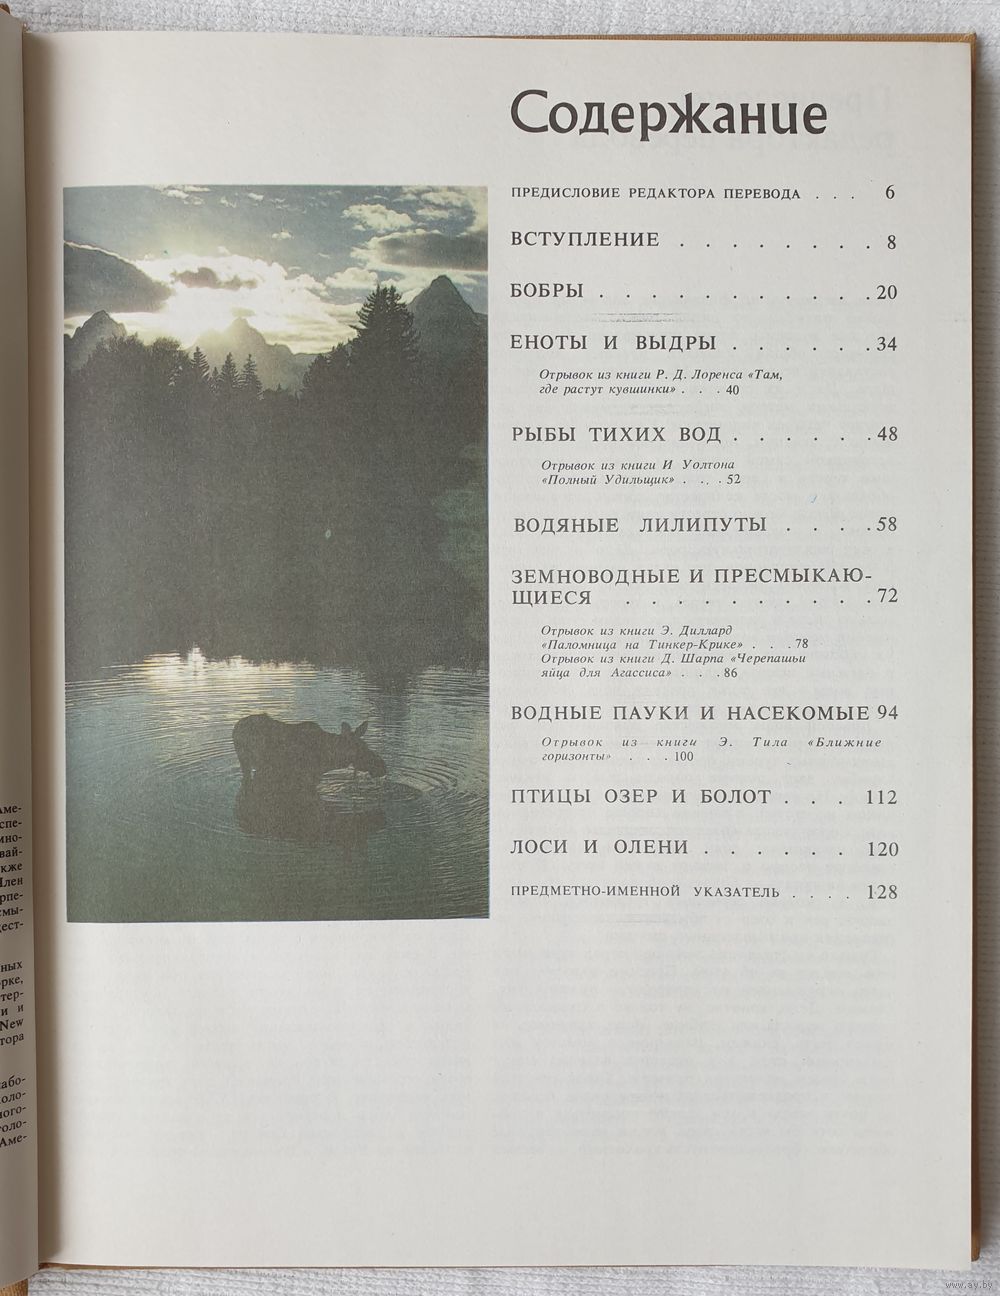 Содержание
ПРЕДИСЛОВИЕ РЕДАКТОРА ПЕРЕВОДА . . . 6
ВСТУПЛЕНИЕ . . . . . . . . 8
БОБРЫ . . . . . . . . . . . 20
ЕНОТЫ И ВЫДРЫ . . . . . . 34
Отрывок из книги Р. Д. Лоренса «Там,
где растут кувшинки» . . . 40
РЫБЫ ТИХИХ ВОД . . . . . . 48
Отрывок из книги И Уолтона
«Полный Удильщик» . . . . 52
ВОДЯНЫЕ ЛИЛИПУТЫ . . . . 58
ЗЕМНОВОДНЫЕ И ПРЕСМЫКАЮ-
ЩИЕСЯ . . . . . . . . . . 72
Отрывок из книги Э. Диллард
«Паломница на Тинкер-Крике» . . . 78
Отрывок из книги Д. Шарпа «Черепашьи
яйца для Агассиса» . . . 86
ВОДНЫЕ ПАУКИ И НАСЕКОМЫЕ 94
Отрывок из книги Э. Тила «Ближние
горизонты» . . . 100
ПТИЦЫ ОЗЕР И БОЛОТ . . . 112
ЛОСИ И ОЛЕНИ . . . . . . 120
ПРЕДМЕТНО-ИМЕННОЙ УКАЗАТЕЛЬ . . . . 128
www.ay.by